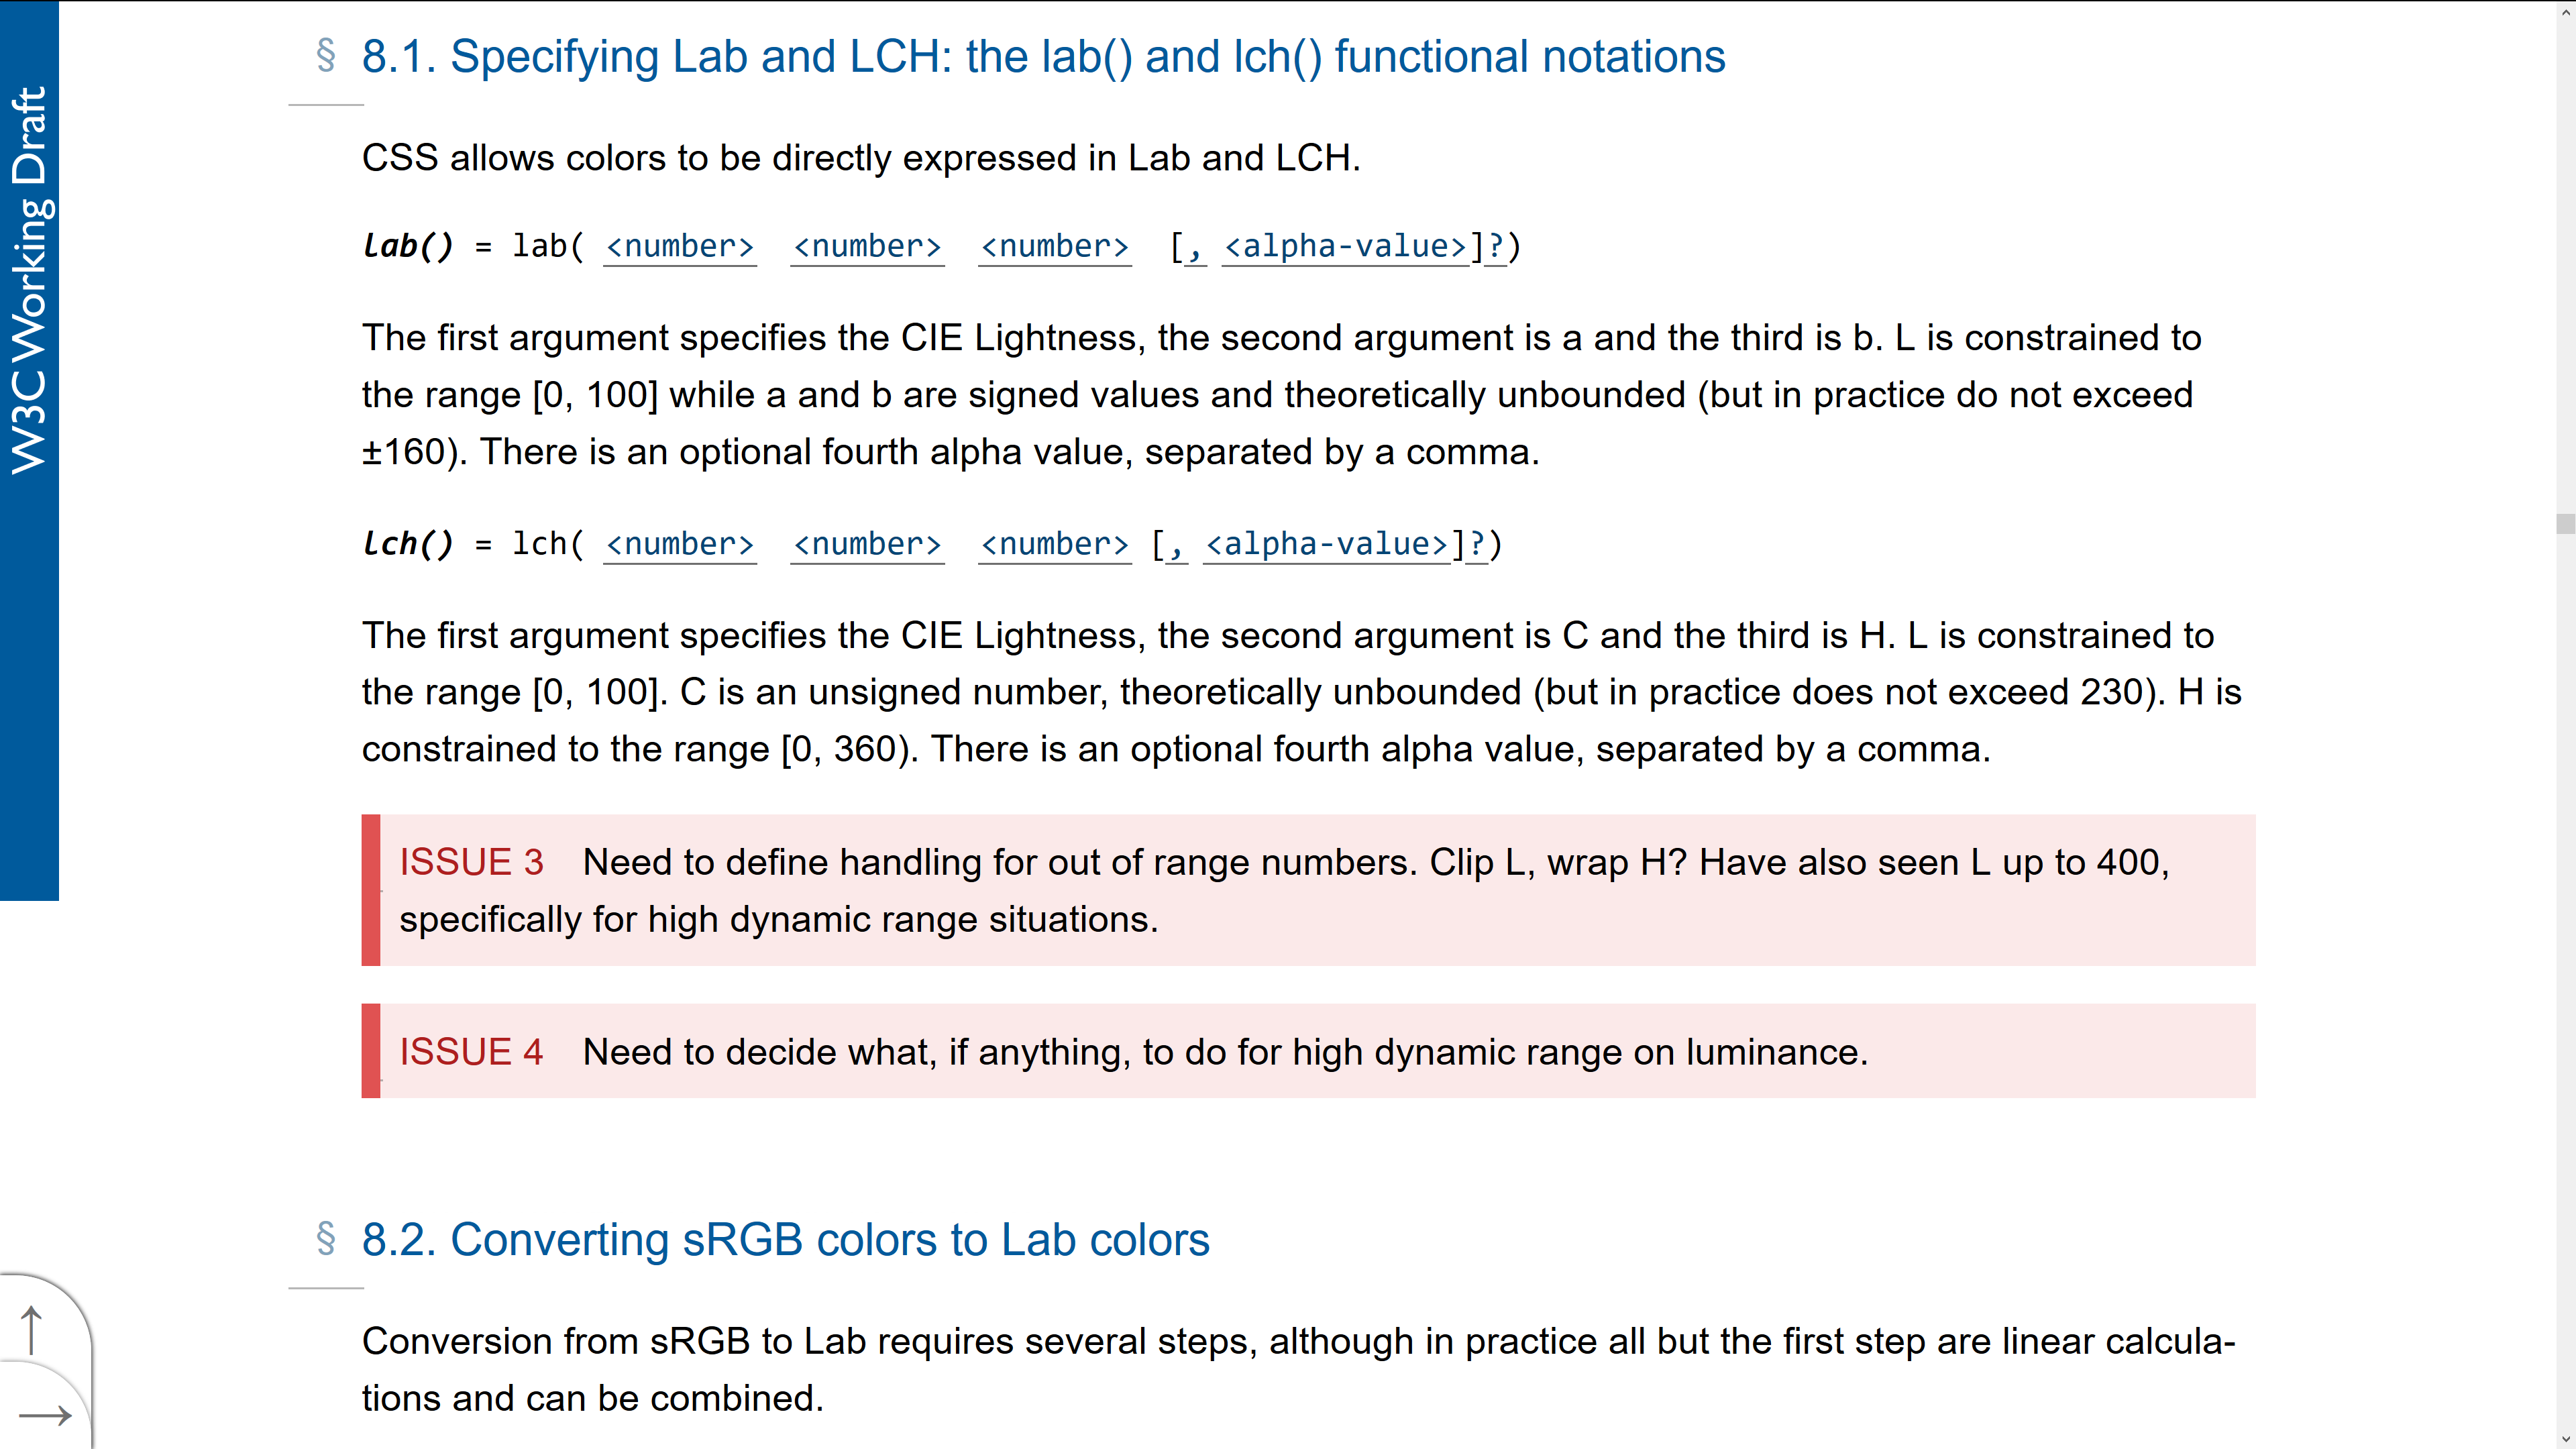 W3C Working Draft
§ 8.1. Specifying Lab and LCH: the lab() and lch() functional notations
CSS allows colors to be directly expressed in Lab and LCH.
lab() = lab( <number> <number> <number> [, <alpha-value>]?)
The first argument specifies the CIE Lightness, the second argument is a and the third is b. L is constrained to
the range [0, 100] while a and b are signed values and theoretically unbounded (but in practice do not exceed
±160). There is an optional fourth alpha value, separated by a comma.
lch() = lch( <number> <number> <number> [, <alpha-value>]?)
The first argument specifies the CIE Lightness, the second argument is C and the third is H. L is constrained to
the range [0, 100]. C is an unsigned number, theoretically unbounded (but in practice does not exceed 230). H is
constrained to the range [0, 360). There is an optional fourth alpha value, separated by a comma.
ISSUE 3 Need to define handling for out of range numbers. Clip L, wrap H? Have also seen L up to 400,
specifically for high dynamic range situations.
ISSUE 4 Need to decide what, if anything, to do for high dynamic range on luminance.
§ 8.2. Converting sRGB colors to Lab colors
Conversion from sRGB to Lab requires several steps, although in practice all but the first step are linear calcula-
tions and can be combined.
↑
→